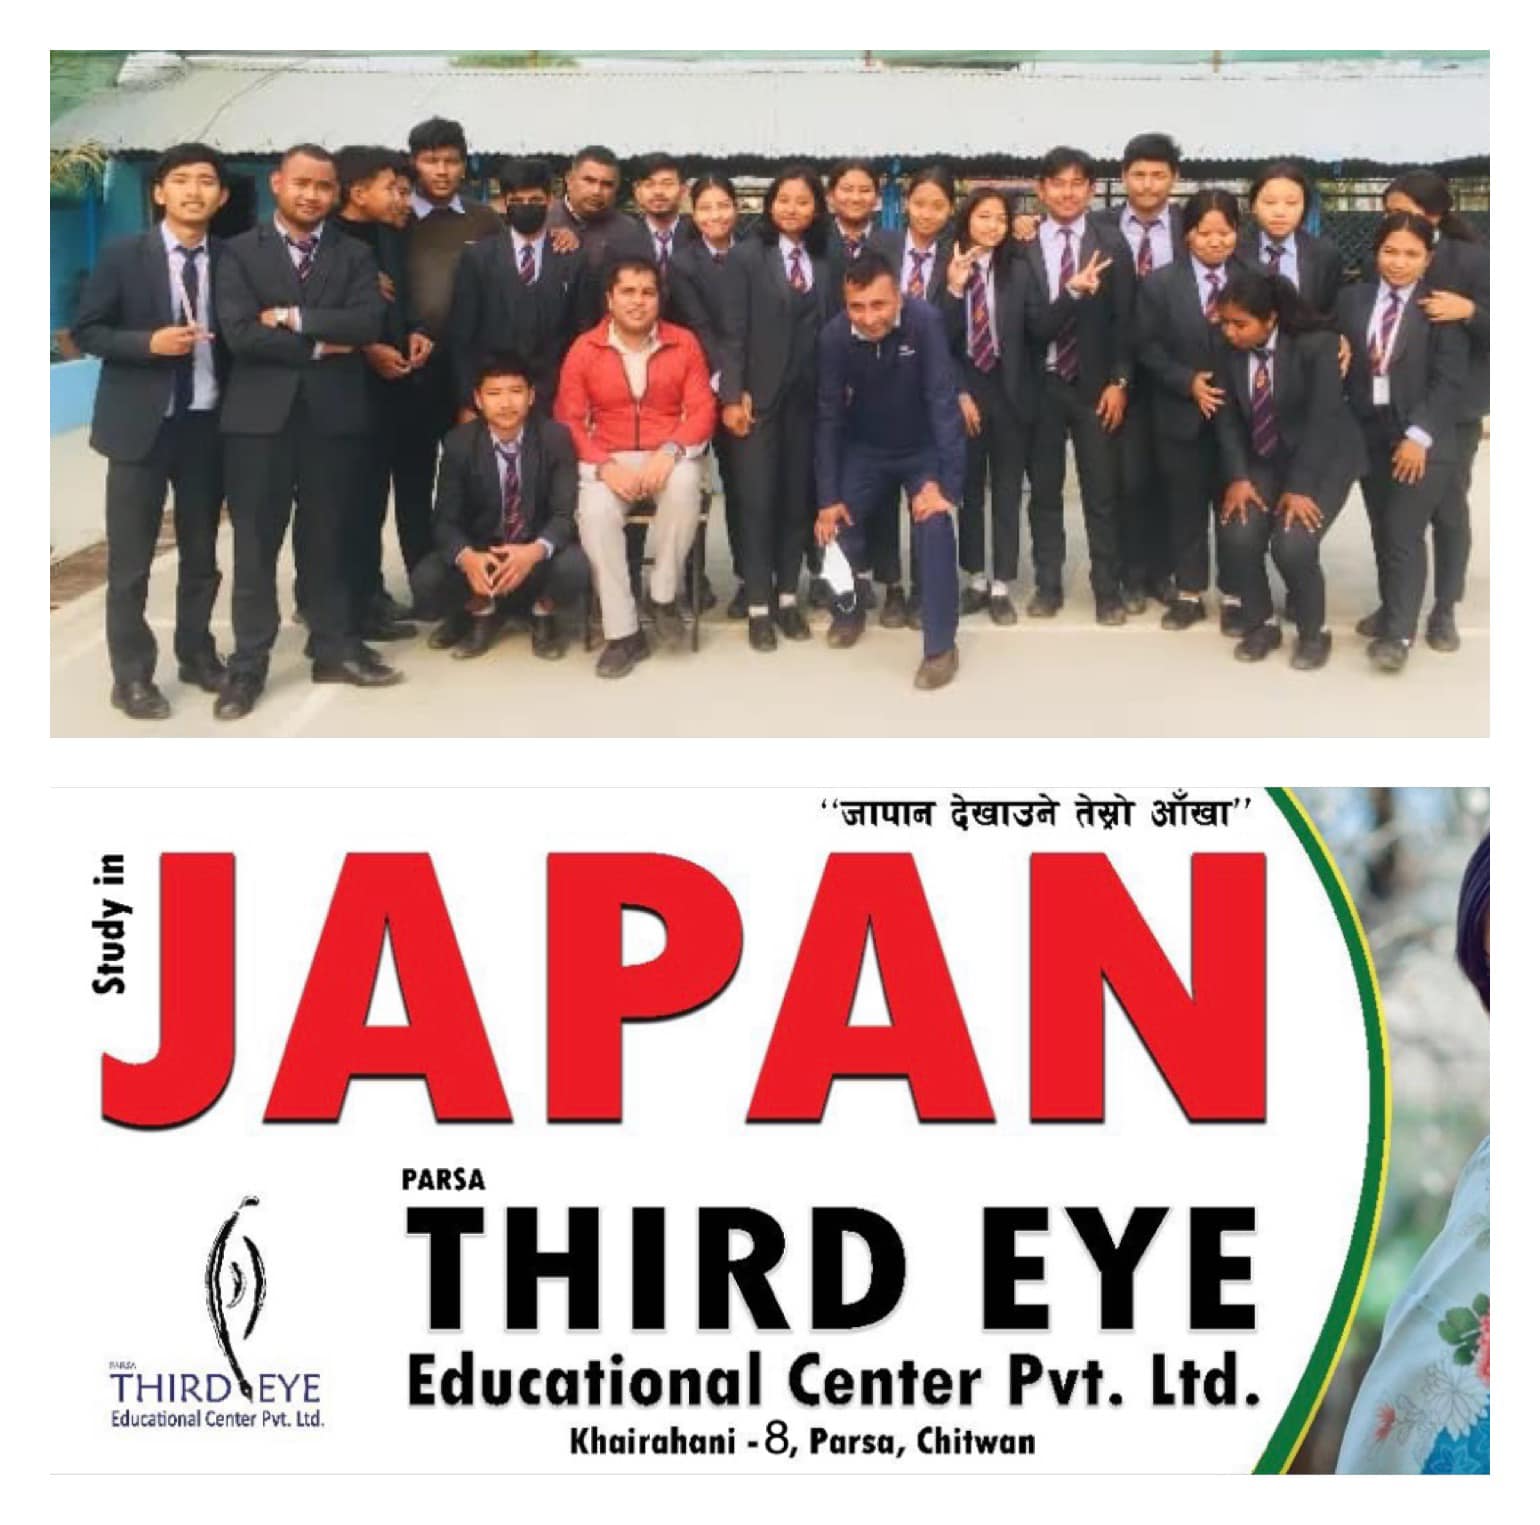 “जापान देखाउने तेस्रो आँखा”
Study in
JAPAN
PARSA
THIRD EYE
Educational Center Pvt. Ltd.
Khairahani - 8, Parsa, Chitwan
PARSA
THIRD EYE
Educational Center Pvt. Ltd.